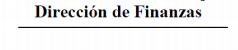 Dirección de Finanzas